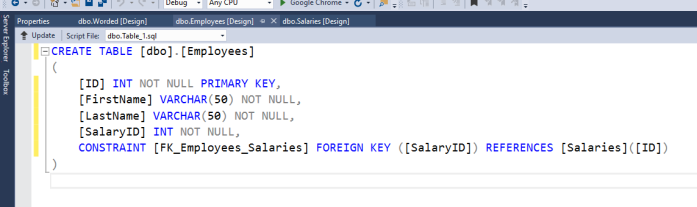 Debug Any CPU Google Chrome
Properties dbo.Worded [Design] dbo.Employees [Design] dbo.Salaries [Design]
Update Script File: dbo.Table_1.sql
CREATE TABLE [dbo].[Employees]
(
[ID] INT NOT NULL PRIMARY KEY,
[FirstName] VARCHAR(50) NOT NULL,
[LastName] VARCHAR(50) NOT NULL,
[SalaryID] INT NOT NULL,
CONSTRAINT [FK_Employees_Salaries] FOREIGN KEY ([SalaryID]) REFERENCES [Salaries]([ID])
)
Server Explorer
Toolbox